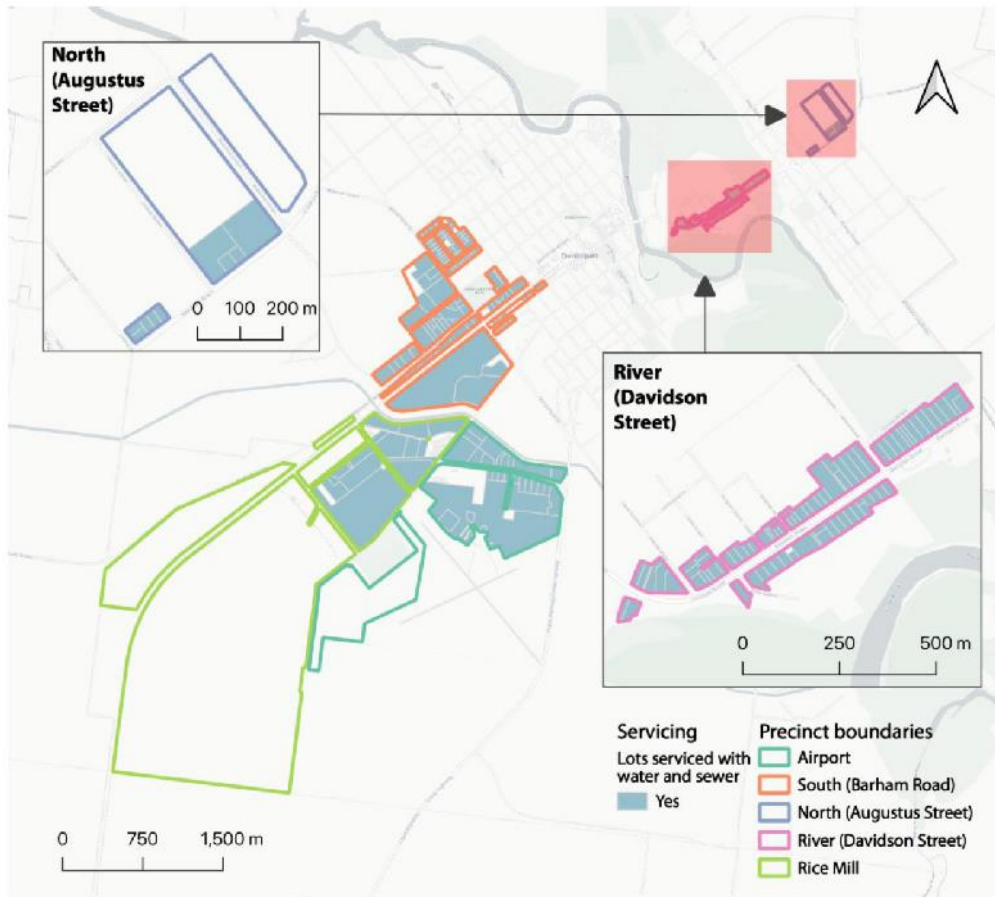 North
(Augustus
Street)
0 100 200 m
Deniliquin
River
(Davidson
Street)
0 250 500 m
Servicing
Lots serviced with
water and sewer
Yes
Precinct boundaries
Airport
South (Barham Road)
North (Augustus Street)
River (Davidson Street)
Rice Mill
0 750 1,500 m